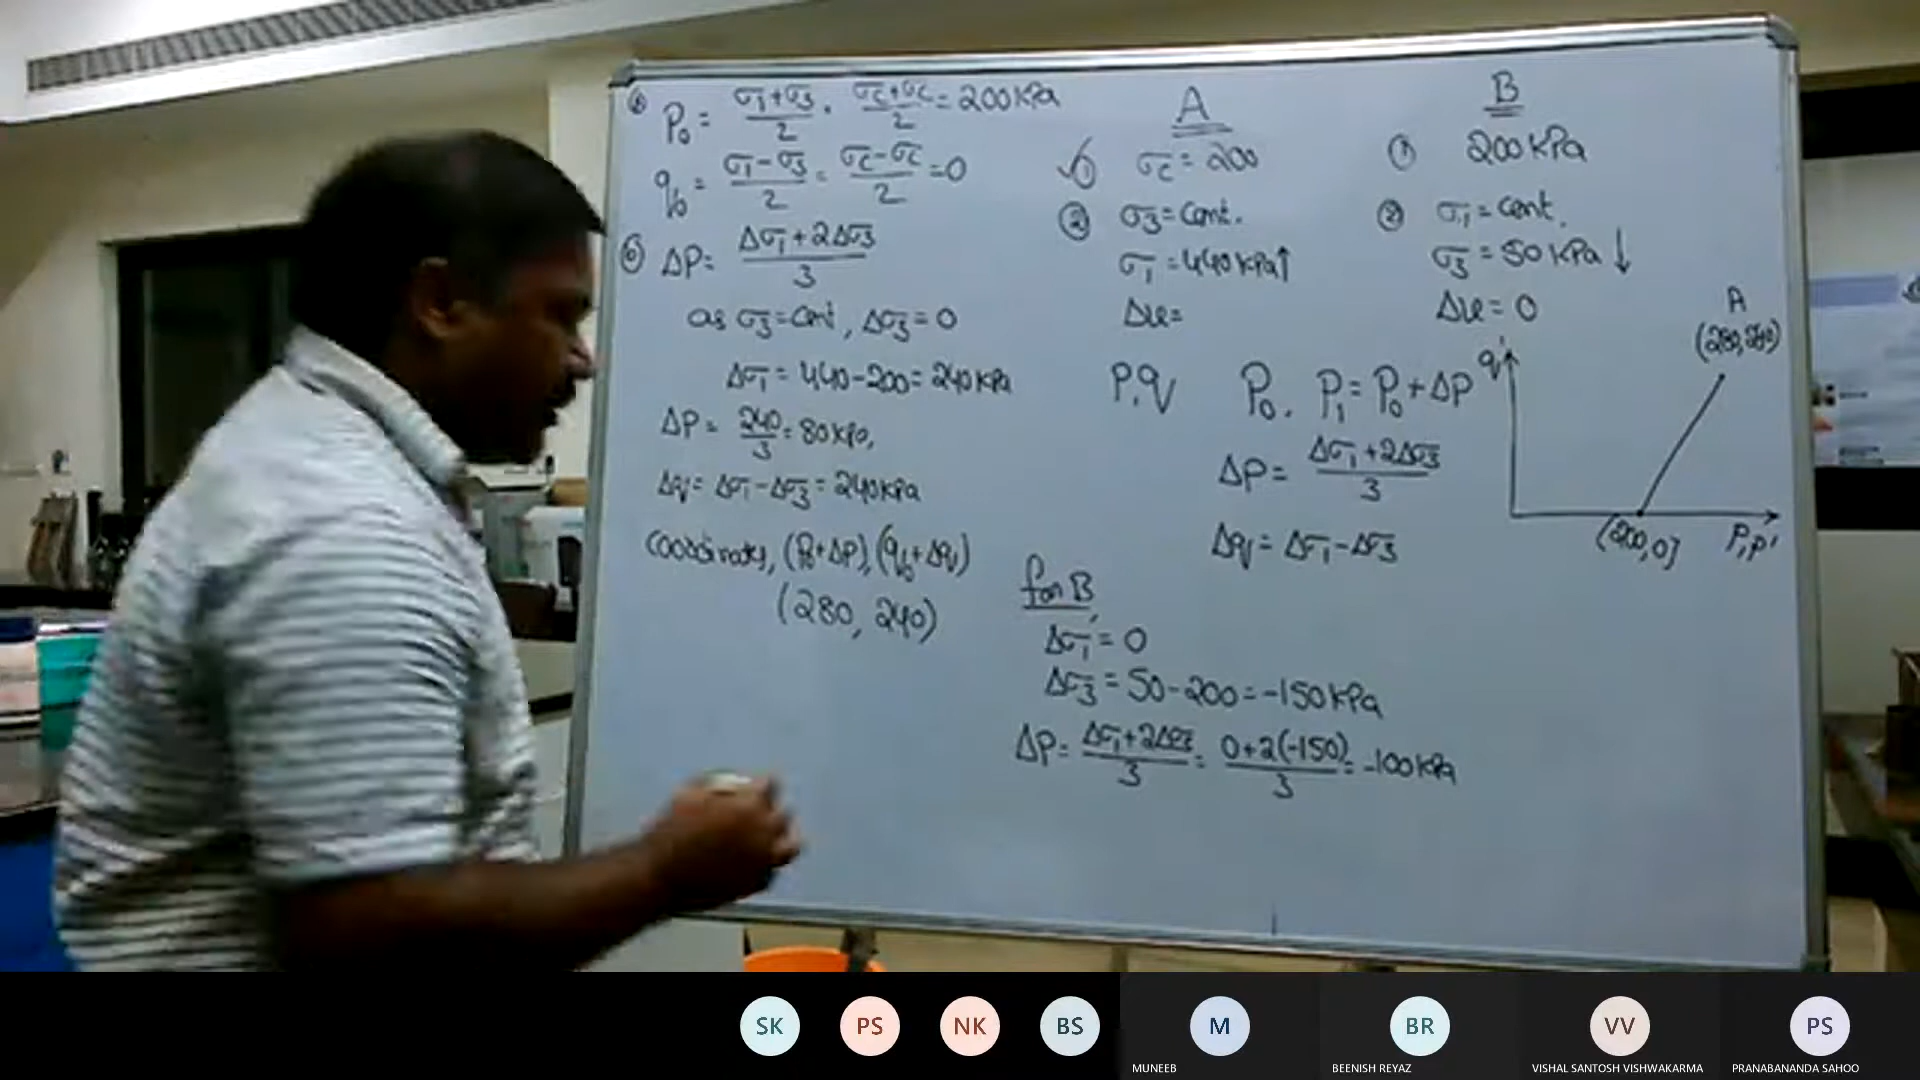 P₀ = σ₁+σ₃/2 = σc+σc/2 = 200 kPa
q₀ = σ₁-σ₃/2 = σc-σc/2 = 0
ΔP = Δσ₁+2Δσ₃/3
as σ₃=cont, Δσ₃=0
Δσ₁ = 440-200 = 240 kPa
ΔP = 240/3 = 80 kPa,
Δq = Δσ₁-Δσ₃ = 240 kPa
Coordinates, (P₀+ΔP), (q₀+Δq)
(280, 240)
A
① σc = 200
② σ₃ = Cont.
σ₁ = 440 kPa↑
Δu =
B
① 200 kPa
② σ₁ = cont.
σ₃ = 50 kPa ↓
Δu = 0
P, q P₀. P₁ = P₀ + ΔP
ΔP = Δσ₁+2Δσ₃/3
Δq = Δσ₁-Δσ₃
q'
A
(280, 240)
(200, 0)
P, P'
for B,
Δσ₁ = 0
Δσ₃ = 50-200 = -150 kPa
ΔP = Δσ₁+2Δσ₃/3 = 0+2(-150)/3 = -100 kPa
SK PS NK BS M BR VV PS
MUNEEB BEENISH REYAZ VISHAL SANTOSH VISHWAKARMA PRANABANANDA SAHOO